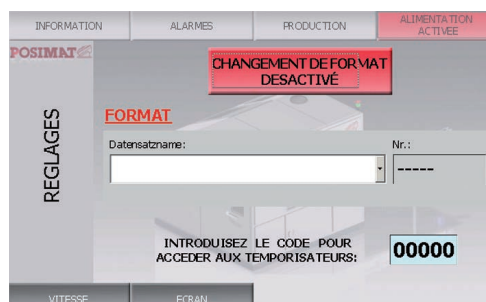 INFORMATION
ALARMES
PRODUCTION
ALIMENTATION
ACTIVEE
POSIMAT
CHANGEMENT DE FORMAT
DESACTIVÉ
REGLAGES
FORMAT
Datensatzname:
Nr.:
-----
INTRODUISEZ LE CODE POUR
ACCEDER AUX TEMPORISATEURS:
00000
VITESSE
ECRAN